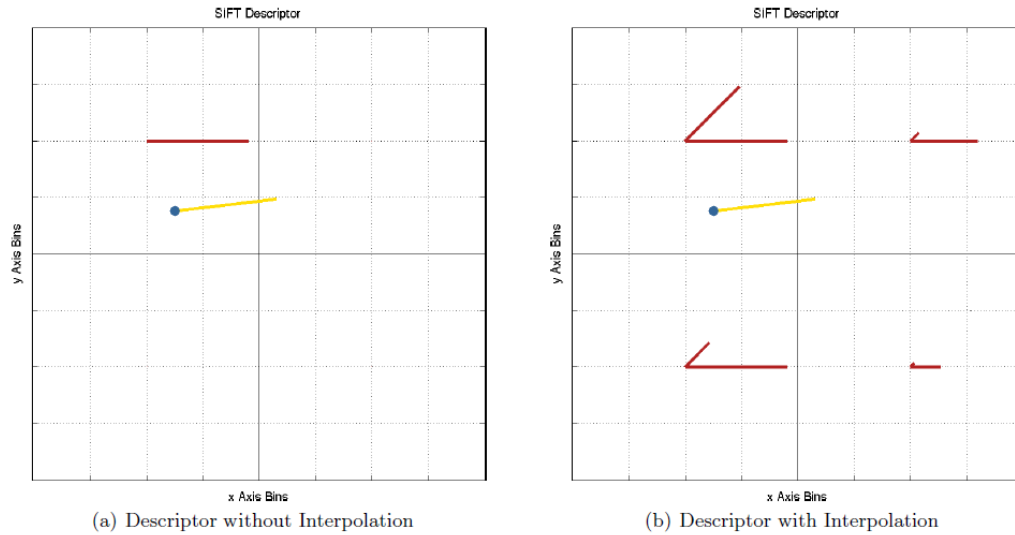 SIFT Descriptor
y Axis Bins
x Axis Bins
(a) Descriptor without Interpolation
SIFT Descriptor
y Axis Bins
x Axis Bins
(b) Descriptor with Interpolation